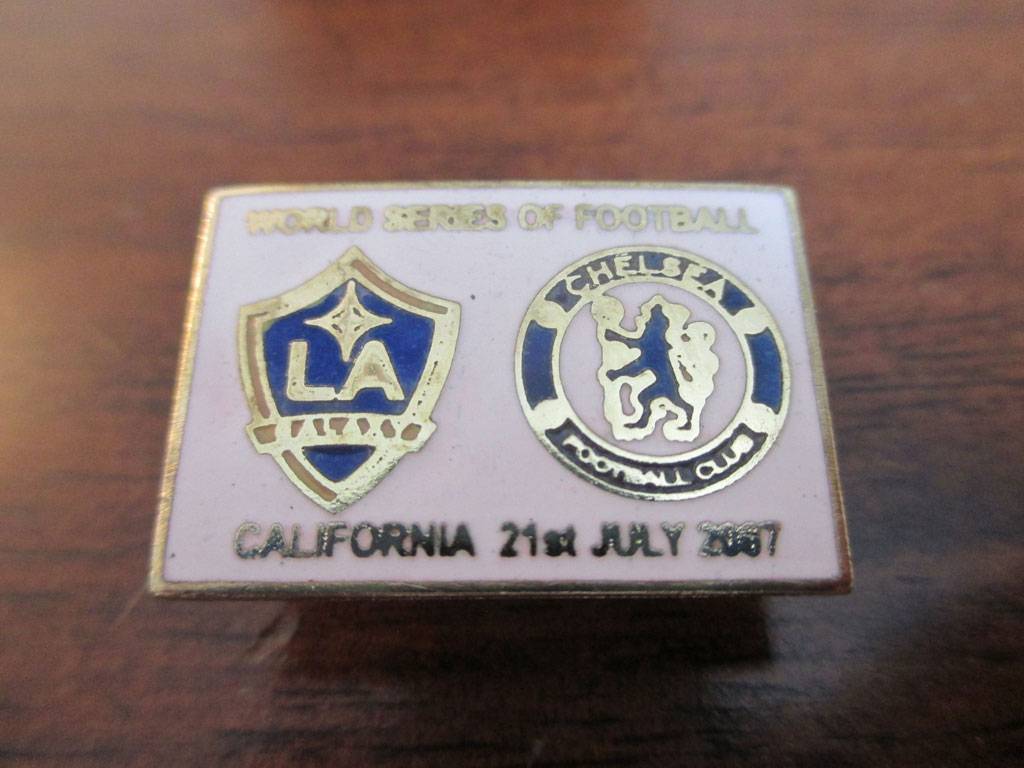 WORLD SERIES OF FOOTBALL
LA
CHELSEA
FOOTBALL CLUB
CALIFORNIA 21st JULY 2007